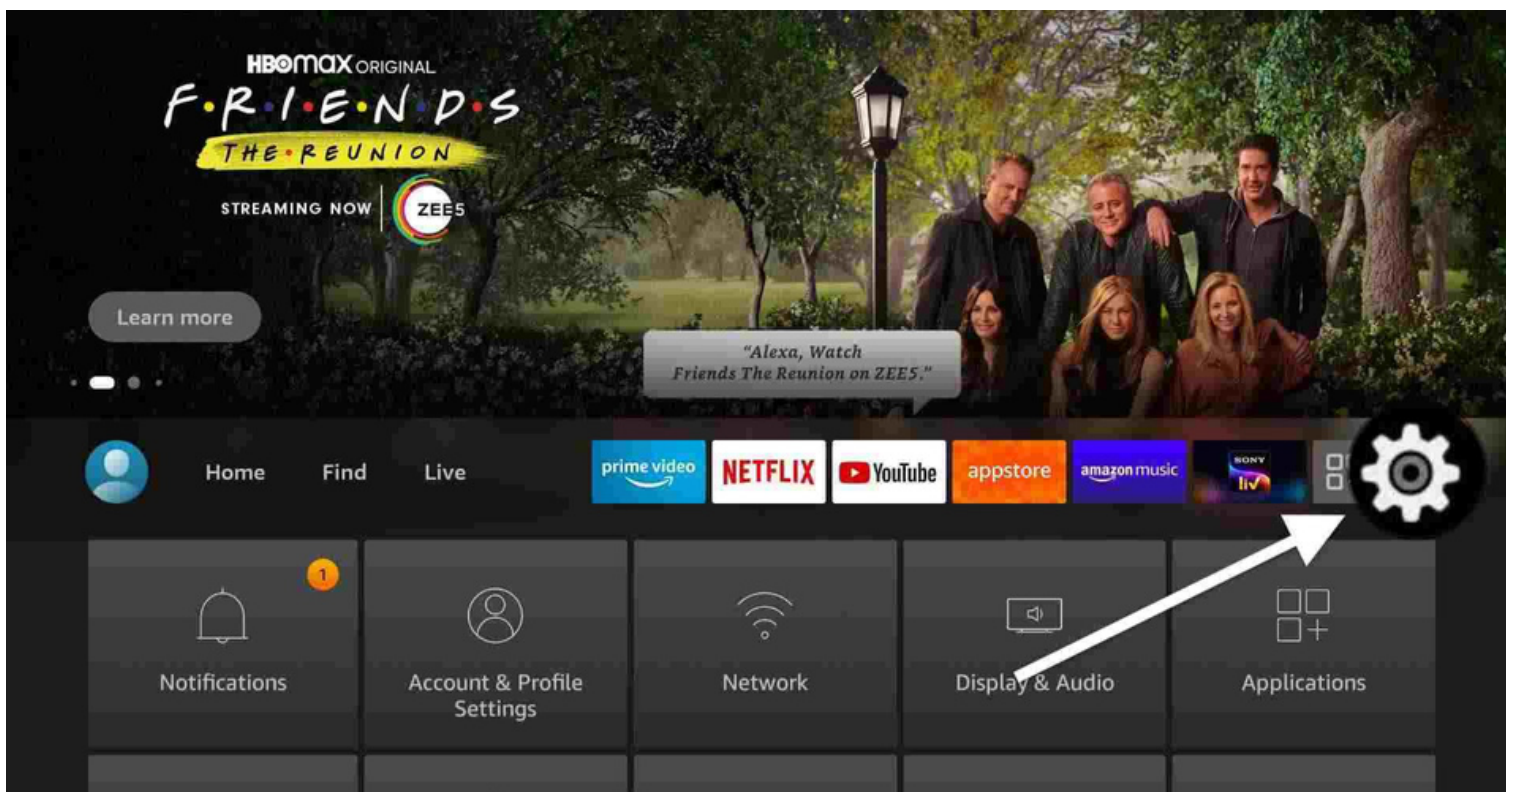 HBOMAX ORIGINAL
F•R•I•E•N•D•S
THE•REUNION
STREAMING NOW ZEE5
Learn more
“Alexa, Watch
Friends The Reunion on ZEE5.”
Home Find Live prime video NETFLIX YouTube appstore amazon music SONY liv
1
Notifications Account & Profile Settings Network Display & Audio Applications